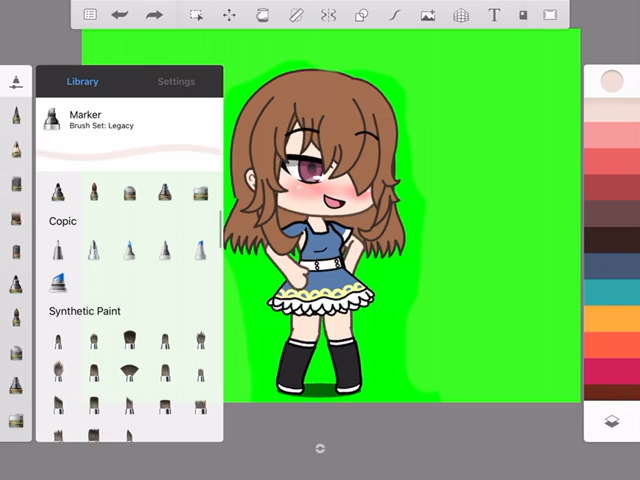 Library
Settings
Marker
Brush Set: Legacy
Copic
Synthetic Paint